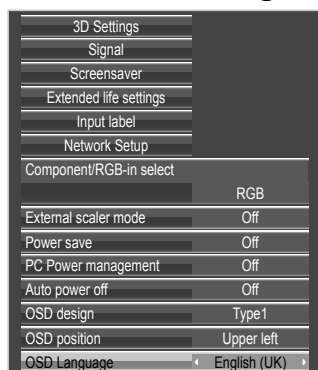 3D Settings
Signal
Screensaver
Extended life settings
Input label
Network Setup
Component/RGB-in select
RGB
External scaler mode Off
Power save Off
PC Power management Off
Auto power off Off
OSD design Type1
OSD position Upper left
OSD Language English (UK)